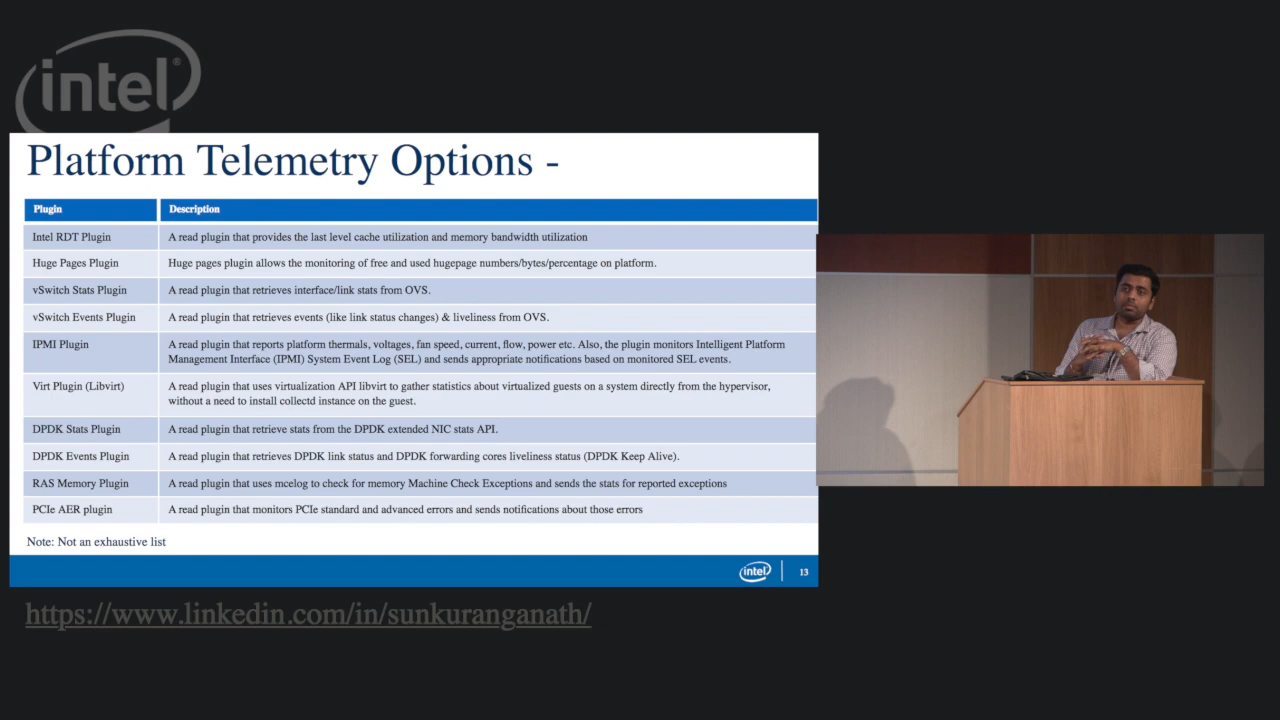 intel®
Platform Telemetry Options -
Plugin Description
Intel RDT Plugin A read plugin that provides the last level cache utilization and memory bandwidth utilization
Huge Pages Plugin Huge pages plugin allows the monitoring of free and used hugepage numbers/bytes/percentage on platform.
vSwitch Stats Plugin A read plugin that retrieves interface/link stats from OVS.
vSwitch Events Plugin A read plugin that retrieves events (like link status changes) & liveliness from OVS.
IPMI Plugin A read plugin that reports platform thermals, voltages, fan speed, current, flow, power etc. Also, the plugin monitors Intelligent Platform
Management Interface (IPMI) System Event Log (SEL) and sends appropriate notifications based on monitored SEL events.
Virt Plugin (Libvirt) A read plugin that uses virtualization API libvirt to gather statistics about virtualized guests on a system directly from the hypervisor,
without a need to install collectd instance on the guest.
DPDK Stats Plugin A read plugin that retrieve stats from the DPDK extended NIC stats API.
DPDK Events Plugin A read plugin that retrieves DPDK link status and DPDK forwarding cores liveliness status (DPDK Keep Alive).
RAS Memory Plugin A read plugin that uses mcelog to check for memory Machine Check Exceptions and sends the stats for reported exceptions
PCIe AER plugin A read plugin that monitors PCIe standard and advanced errors and sends notifications about those errors
Note: Not an exhaustive list
intel 13
https://www.linkedin.com/in/sunkuranganath/